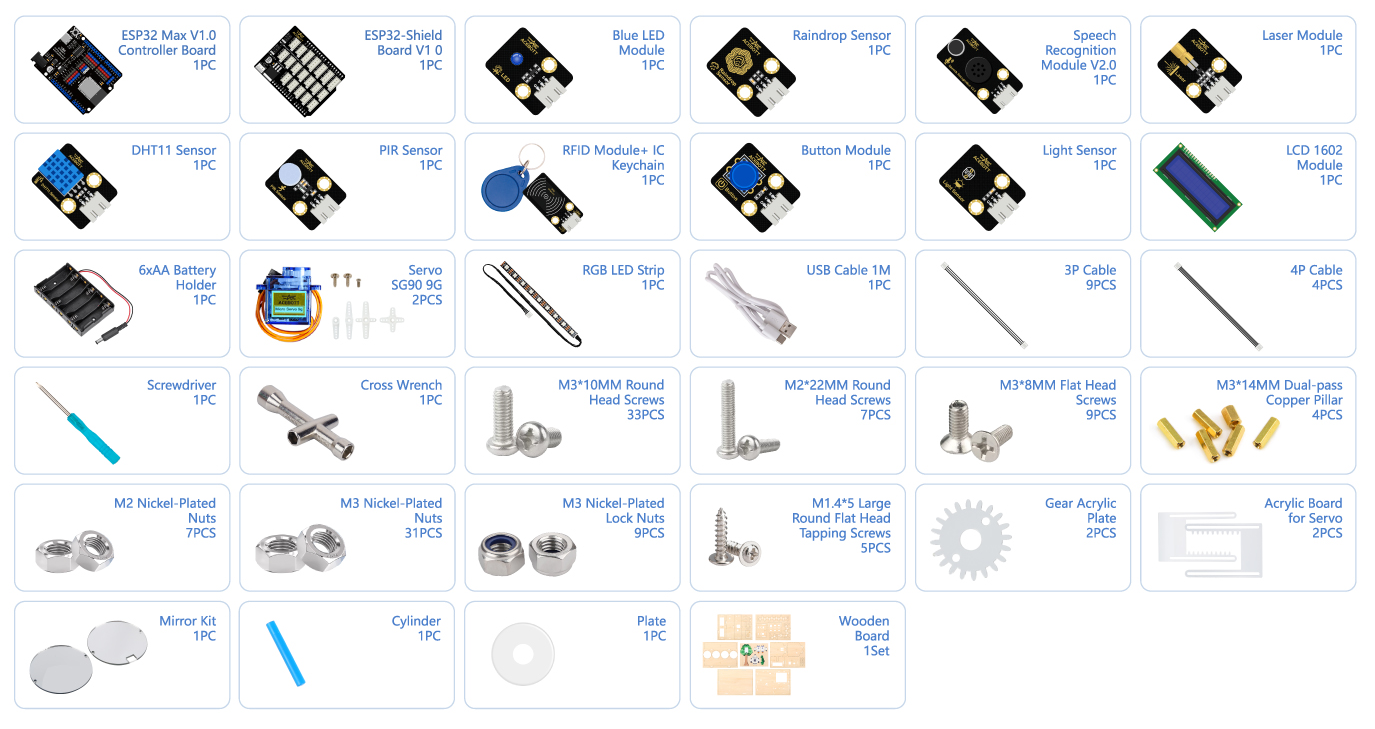 ESP32 Max V1.0
Controller Board
1PC
ESP32-Shield
Board V1 0
1PC
Blue LED
Module
1PC
Raindrop Sensor
1PC
Speech
Recognition
Module V2.0
1PC
Laser Module
1PC
DHT11 Sensor
1PC
PIR Sensor
1PC
RFID Module+ IC
Keychain
1PC
Button Module
1PC
Light Sensor
1PC
LCD 1602
Module
1PC
6xAA Battery
Holder
1PC
Servo
SG90 9G
2PCS
RGB LED Strip
1PC
USB Cable 1M
1PC
3P Cable
9PCS
4P Cable
4PCS
Screwdriver
1PC
Cross Wrench
1PC
M3*10MM Round
Head Screws
33PCS
M2*22MM Round
Head Screws
7PCS
M3*8MM Flat Head
Screws
9PCS
M3*14MM Dual-pass
Copper Pillar
4PCS
M2 Nickel-Plated
Nuts
7PCS
M3 Nickel-Plated
Nuts
31PCS
M3 Nickel-Plated
Lock Nuts
9PCS
M1.4*5 Large
Round Flat Head
Tapping Screws
5PCS
Gear Acrylic
Plate
2PCS
Acrylic Board
for Servo
2PCS
Mirror Kit
1PC
Cylinder
1PC
Plate
1PC
Wooden
Board
1Set